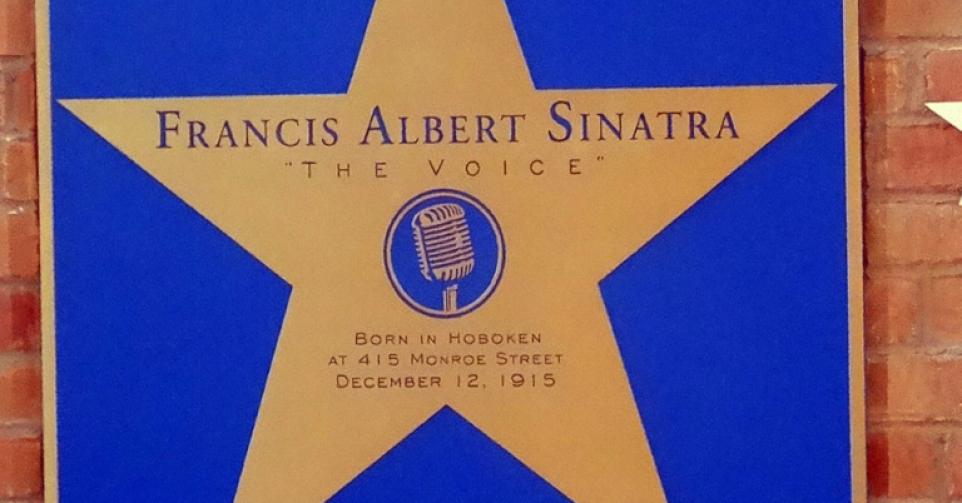 FRANCIS ALBERT SINATRA
"THE VOICE"
BORN IN HOBOKEN
AT 415 MONROE STREET
DECEMBER 12, 1915